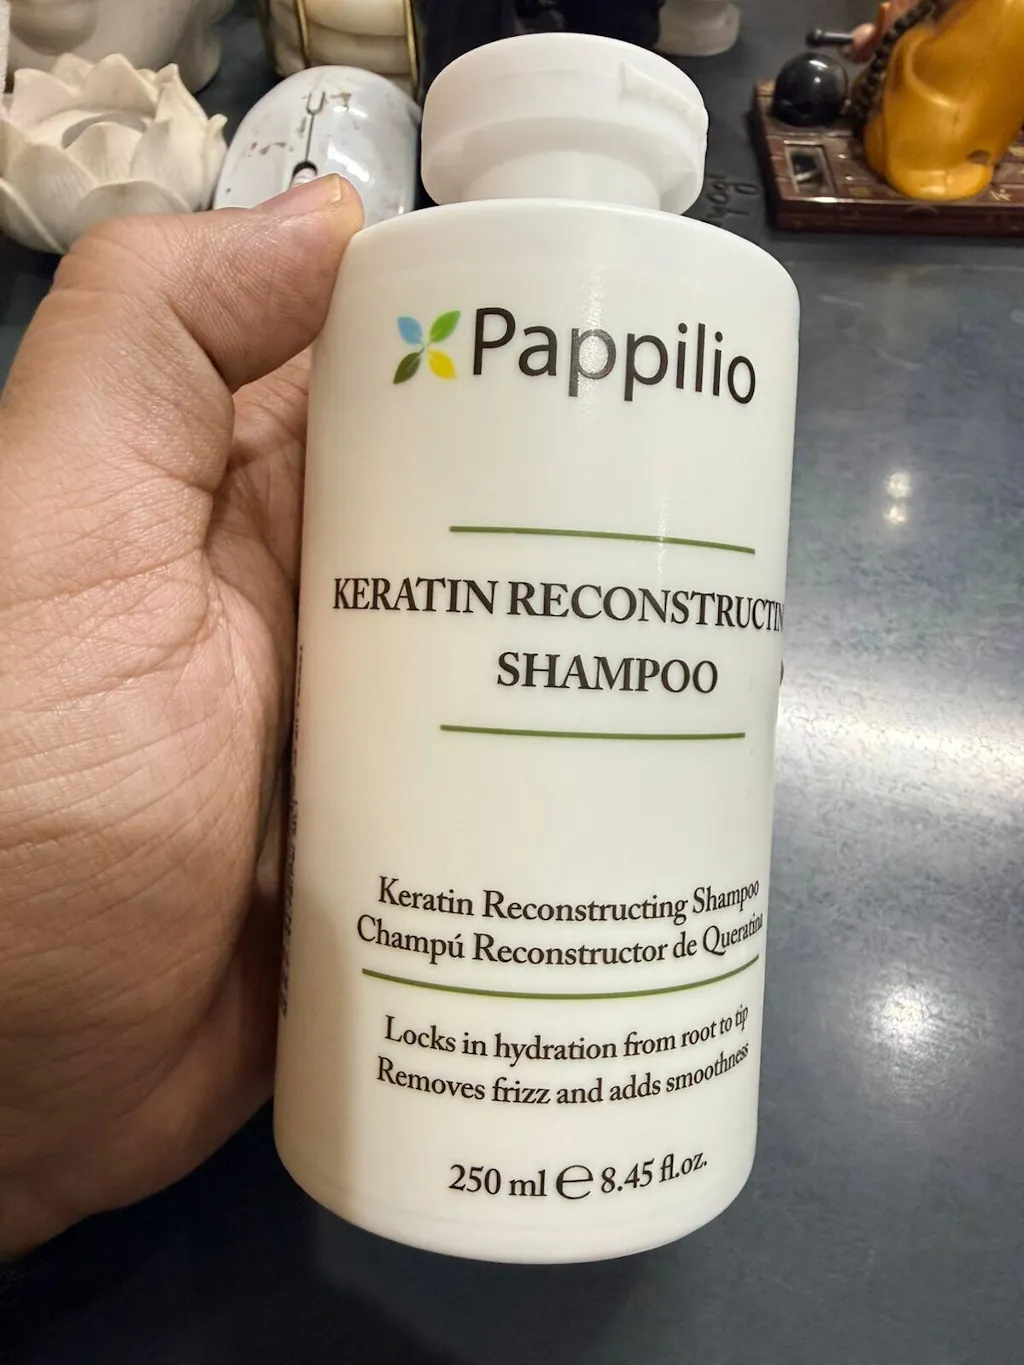 Pappilio
KERATIN RECONSTRUCTIN
SHAMPOO
Keratin Reconstructing Shampoo
Champú Reconstructor de Queratina
Locks in hydration from root to tip
Removes frizz and adds smoothness
250 ml ℮ 8.45 fl.oz.